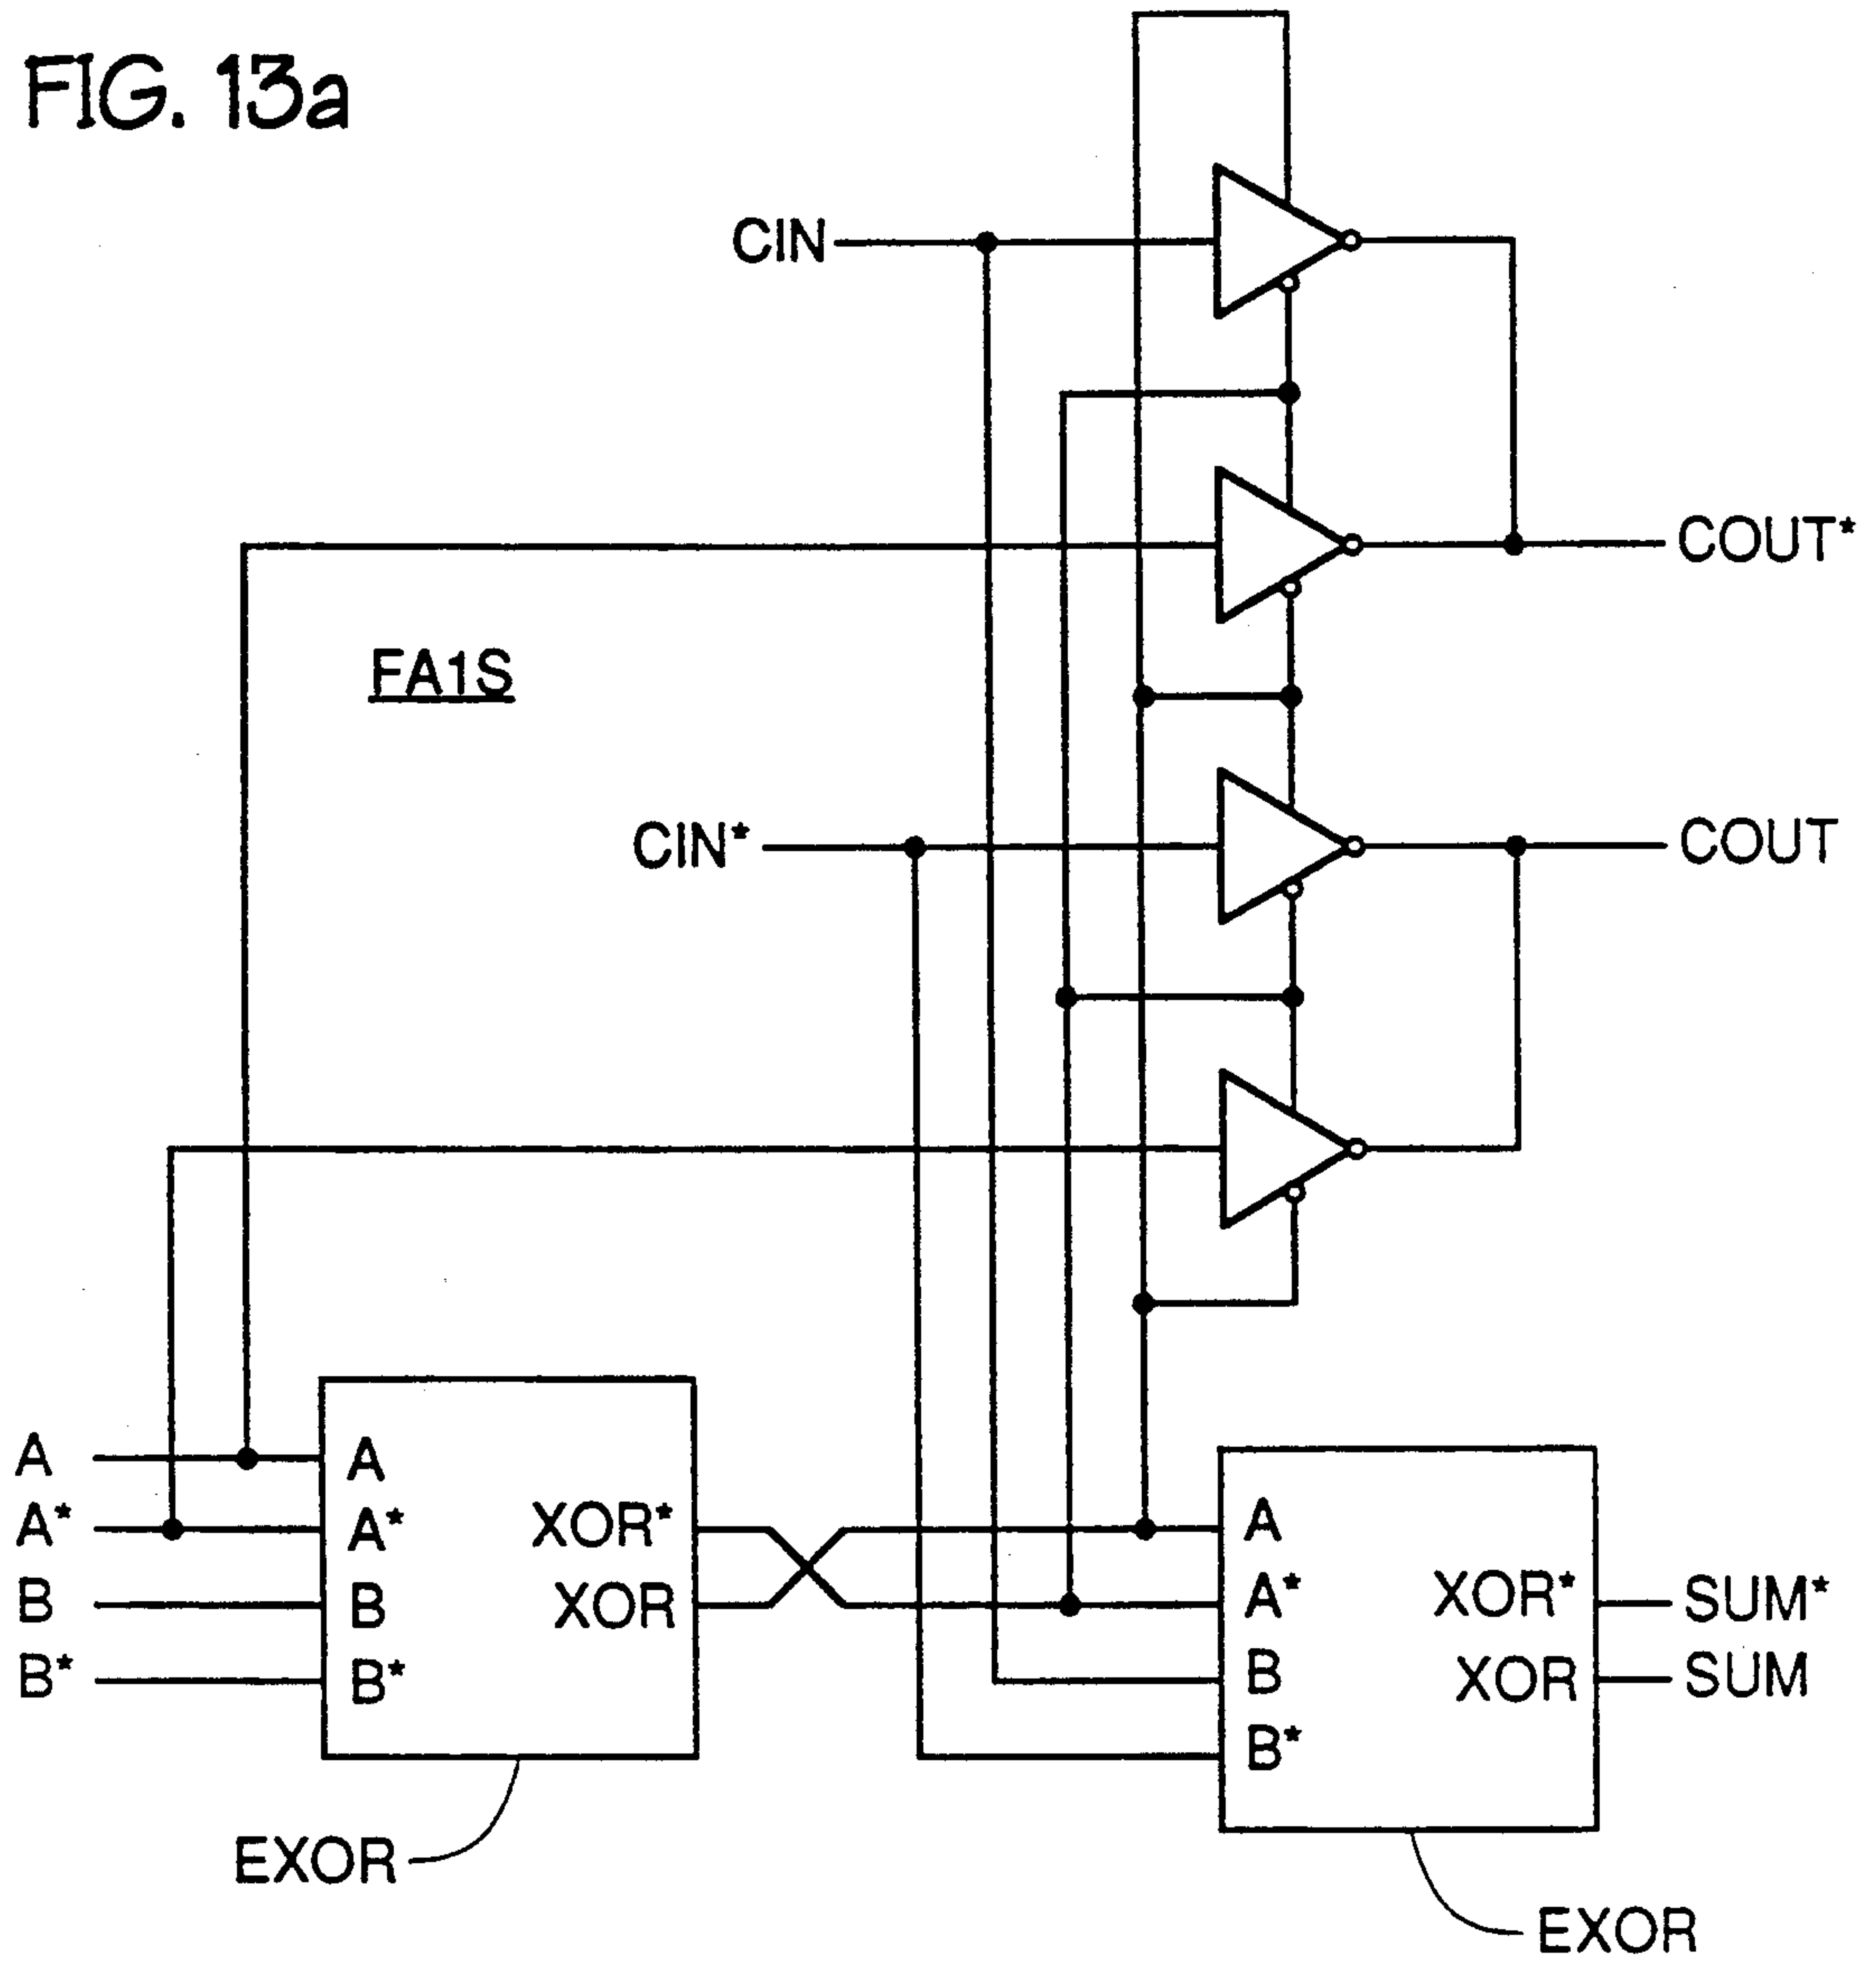 FIG. 13a
CIN
COUT*
FA1S
CIN*
COUT
A
A*
B
B*
A
A*
B
B*
XOR*
XOR
A
A*
B
B*
XOR*
XOR
SUM*
SUM
EXOR
EXOR